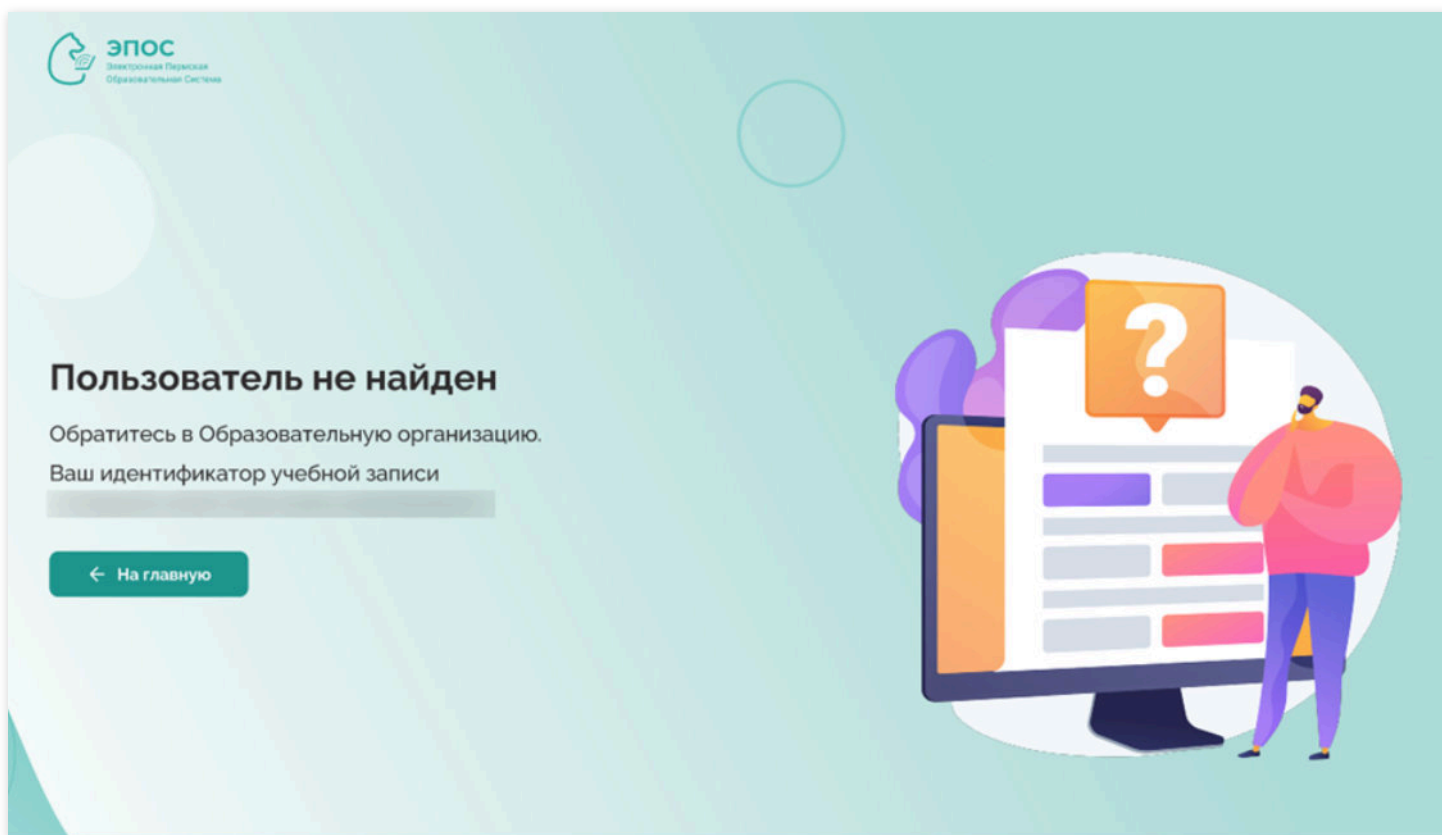 ЭПОС
Электронная Пермская
Образовательная Система
?
Пользователь не найден
Обратитесь в Образовательную организацию.
Ваш идентификатор учебной записи
← На главную